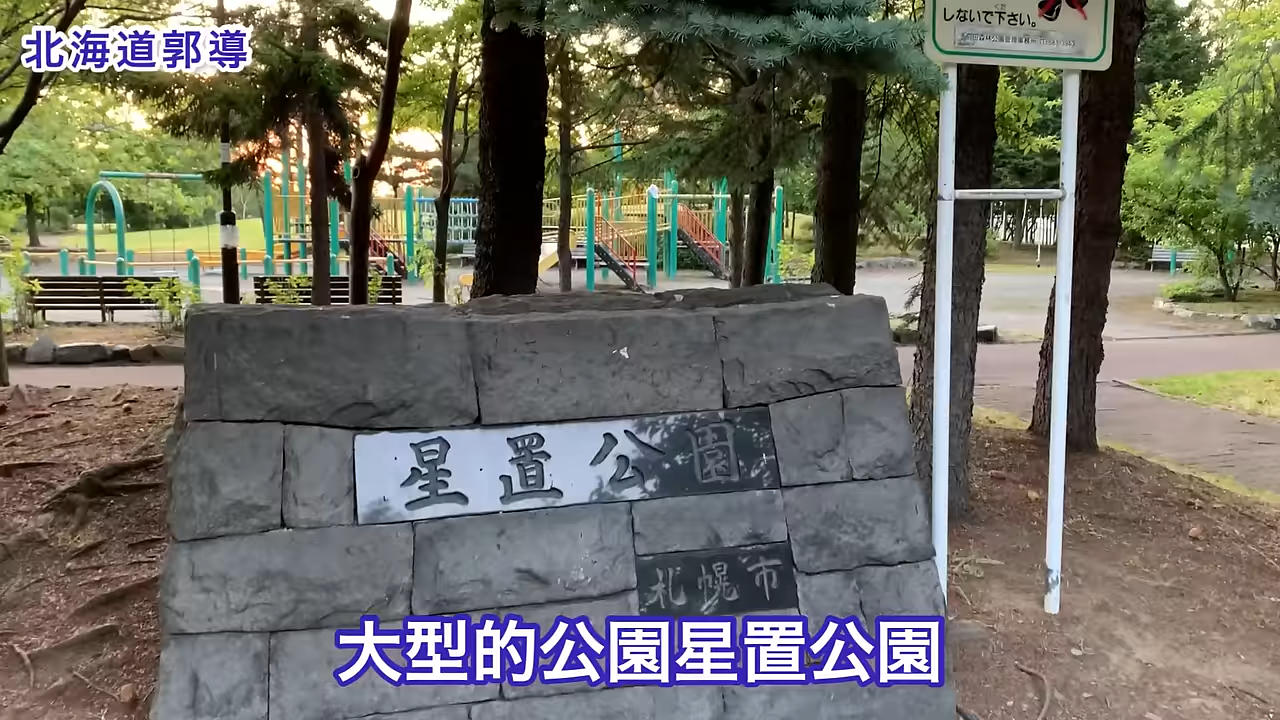 北海道郭導
しないで下さい。
星置公園
札幌市
大型的公園星置公園